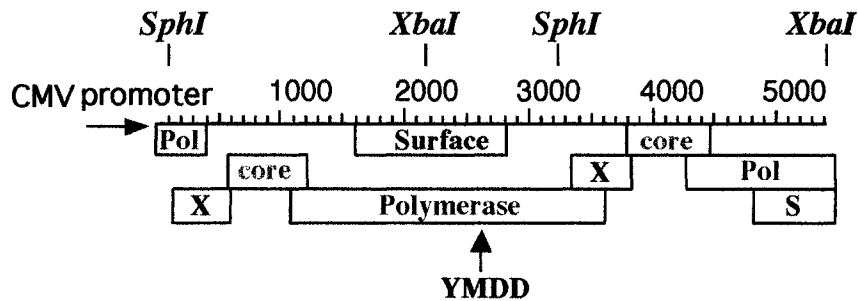 SphI XbaI SphI XbaI
CMV promoter 1000 2000 3000 4000 5000
Pol Surface core
core X Pol
X Polymerase S
YMDD